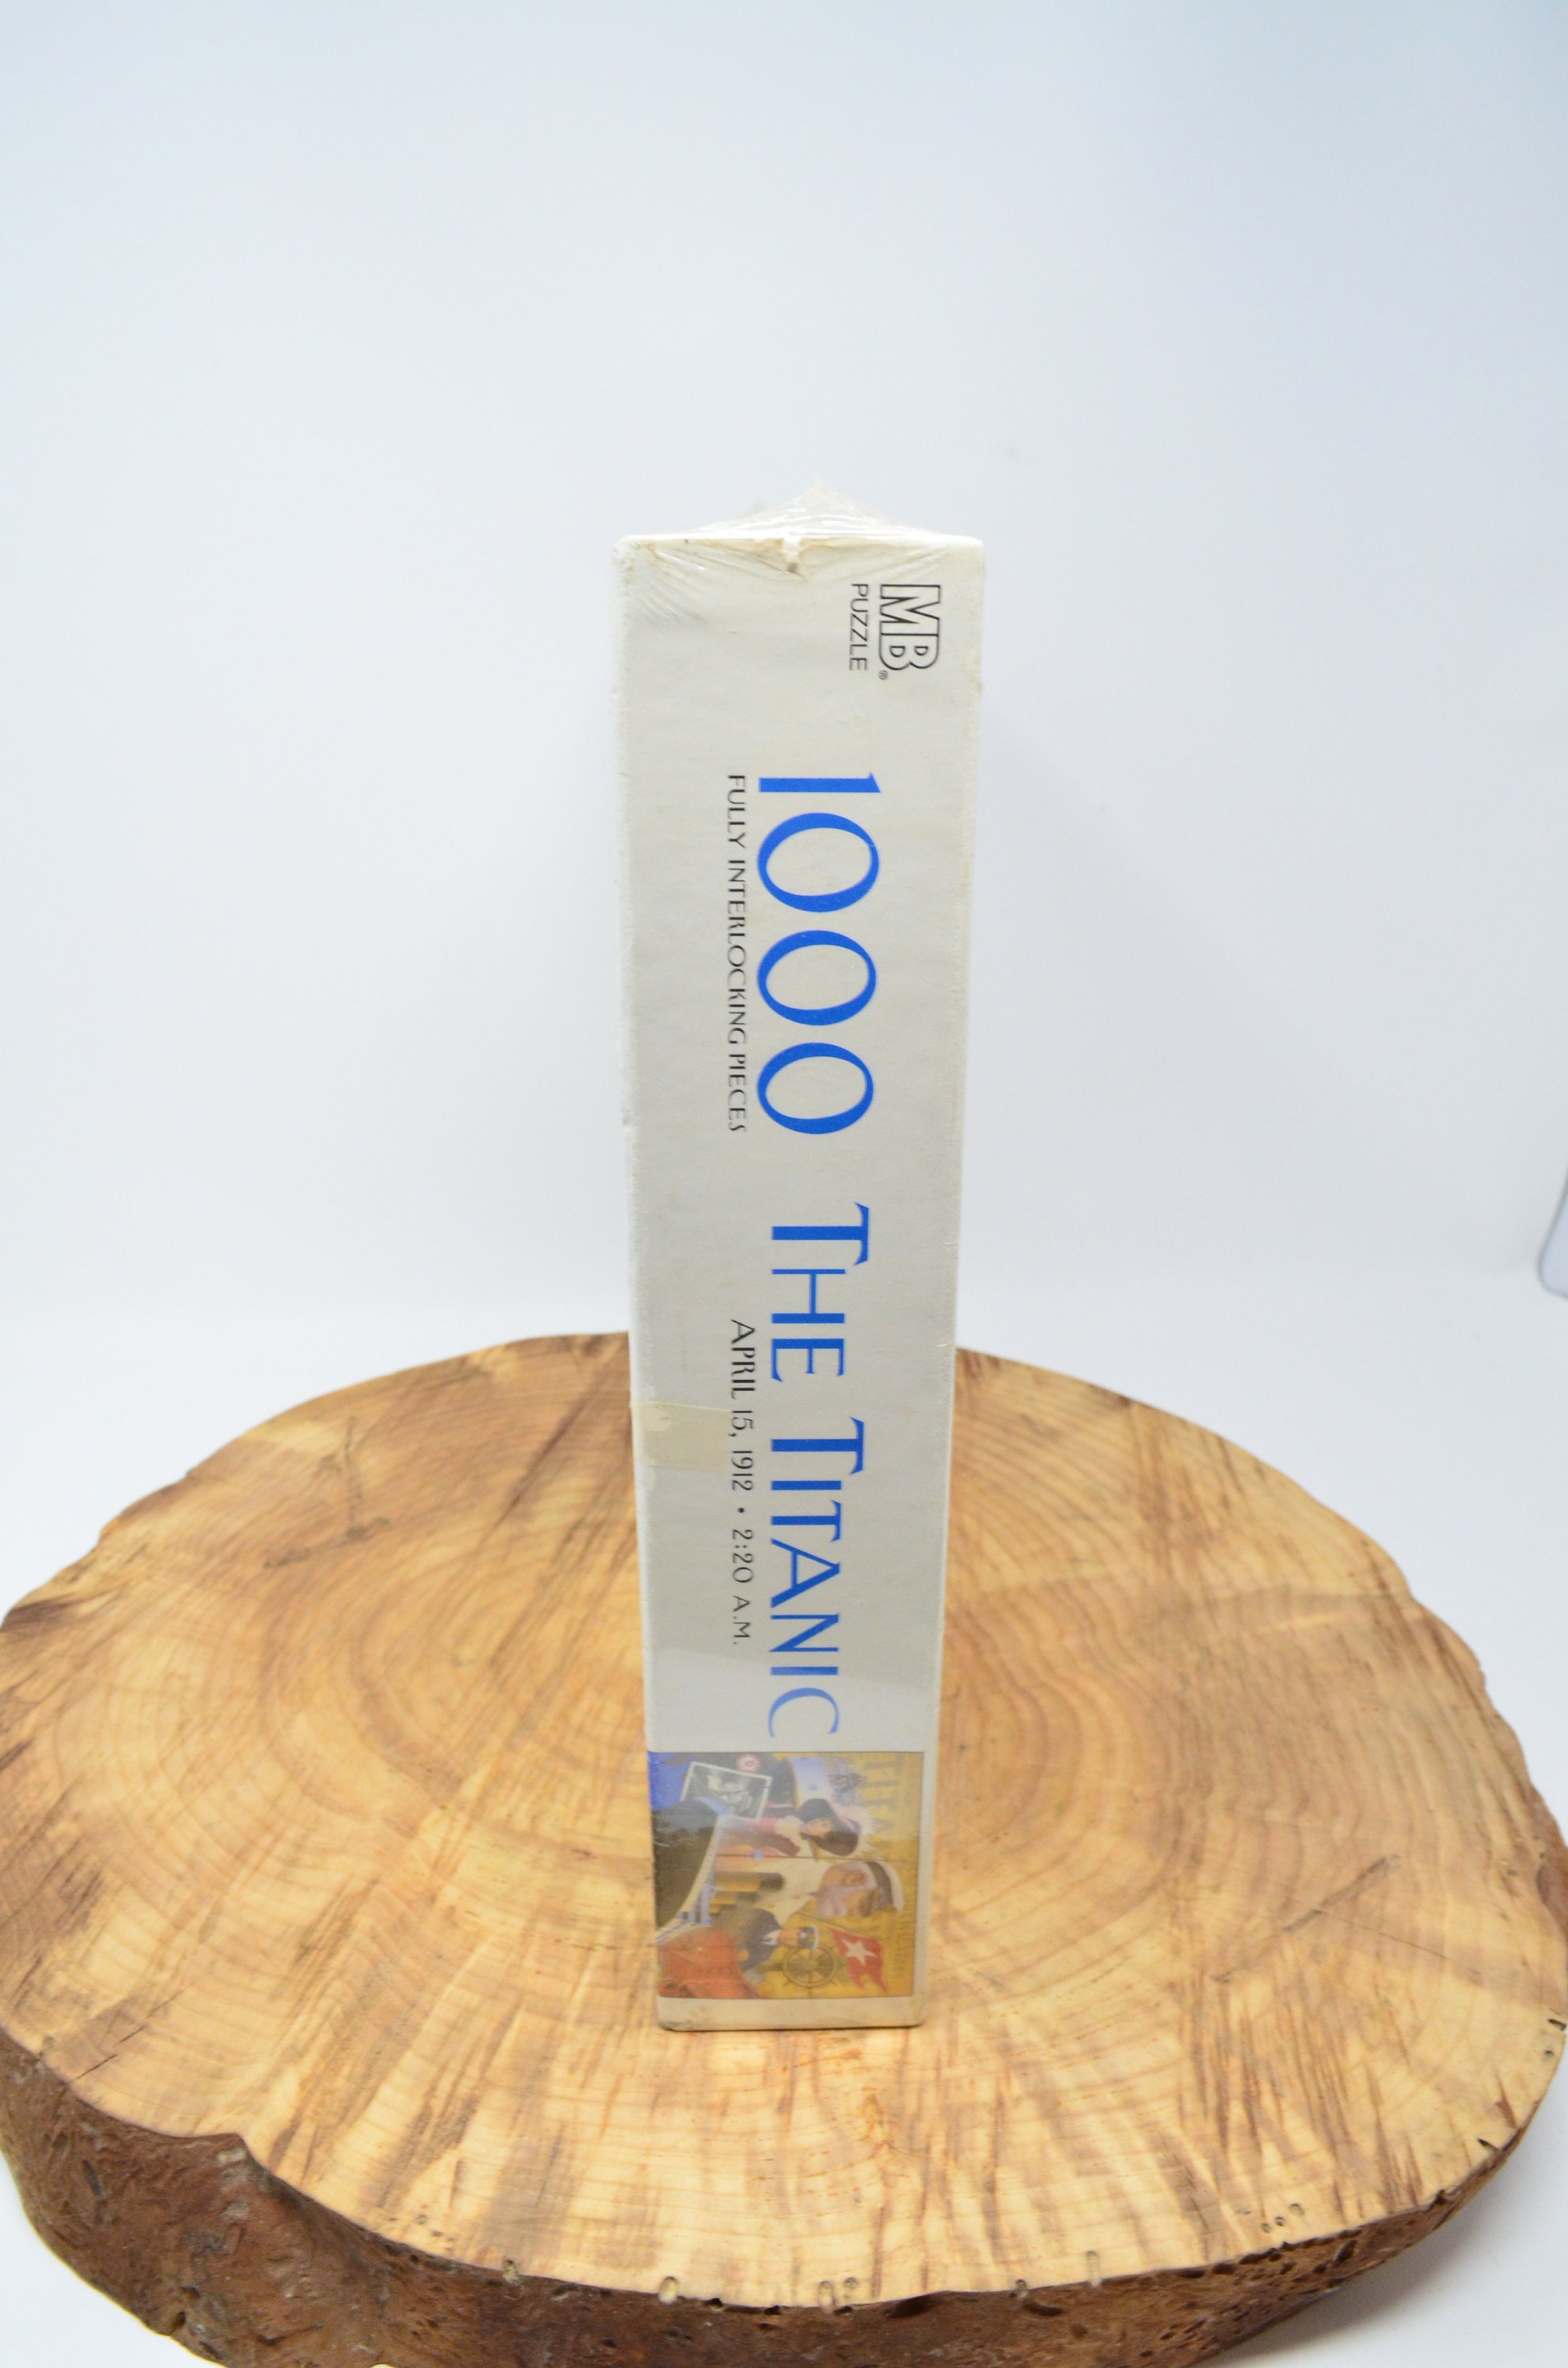 MB®
PUZZLE
1000
FULLY INTERLOCKING PIECES
THE TITANIC
APRIL 15, 1912 • 2:20 A.M.